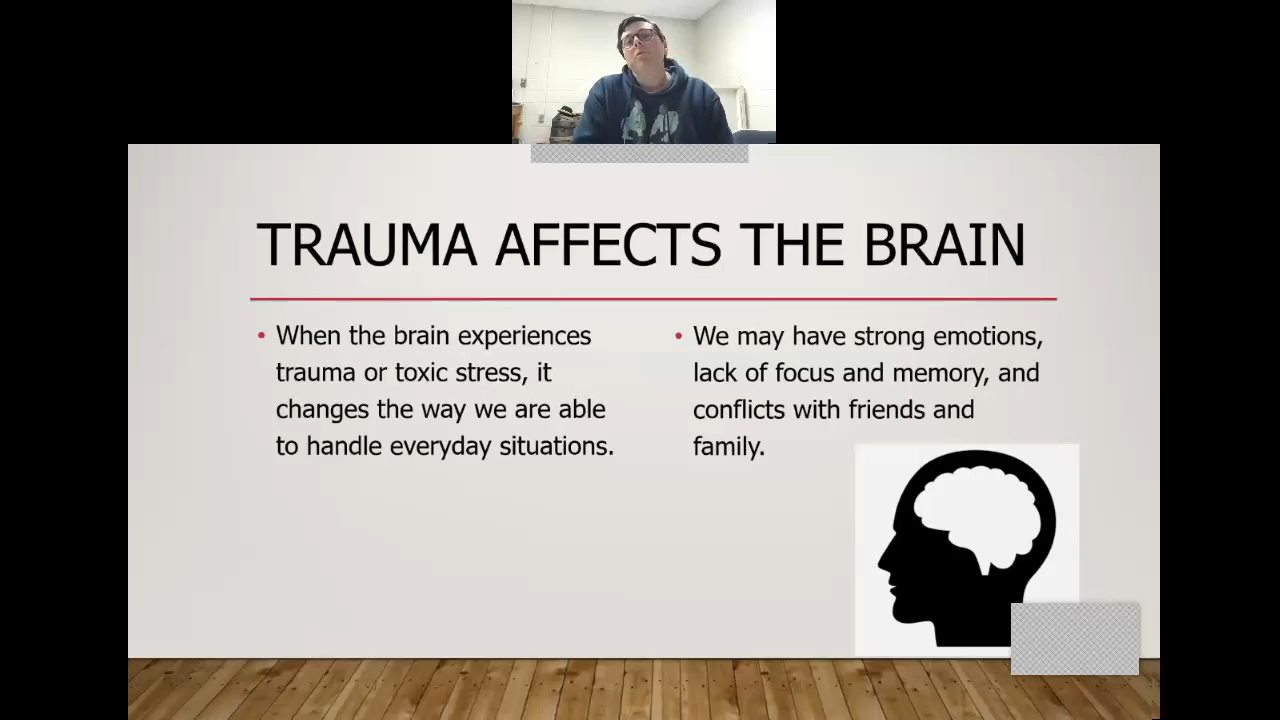 TRAUMA AFFECTS THE BRAIN
• When the brain experiences
trauma or toxic stress, it
changes the way we are able
to handle everyday situations.
• We may have strong emotions,
lack of focus and memory, and
conflicts with friends and
family.